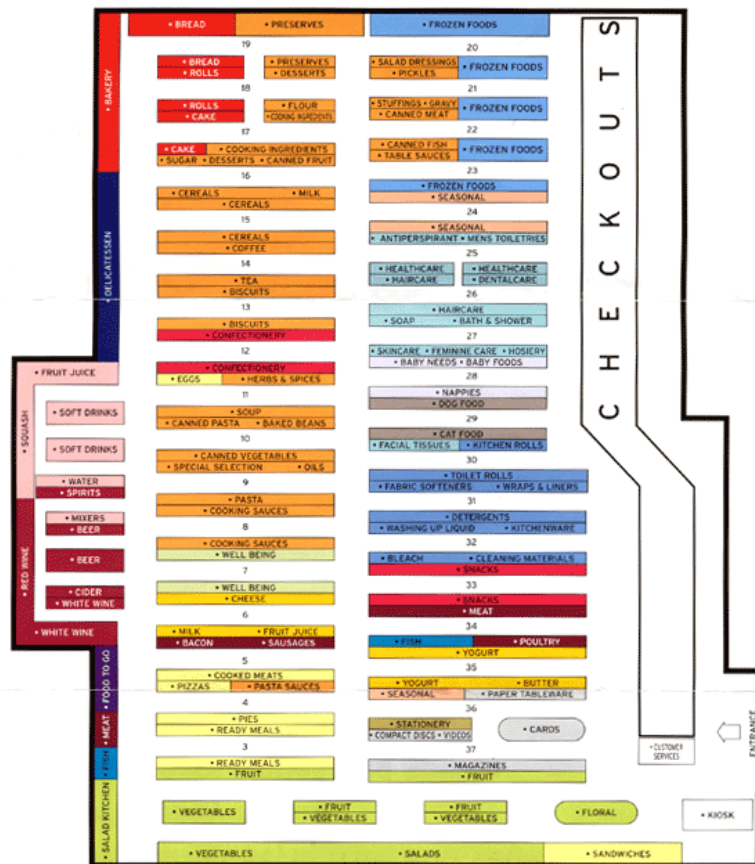 • BREAD • PRESERVES
• FROZEN FOODS
19
20
• BREAD
• ROLLS
• PRESERVES
• DESSERTS
• SALAD DRESSINGS
• PICKLES
• FROZEN FOODS
18
21
• ROLLS
• CAKE
• FLOUR
• COOKING INGREDIENTS
• STUFFINGS • GRAVY
• CANNED MEAT
• FROZEN FOODS
17
22
• CAKE • COOKING INGREDIENTS
• SUGAR • DESSERTS • CANNED FRUIT
• CANNED FISH
• TABLE SAUCES
• FROZEN FOODS
16
23
• CEREALS • MILK
• CEREALS
• FROZEN FOODS
• SEASONAL
15
24
• CEREALS
• COFFEE
• SEASONAL
• ANTIPERSPIRANT • MENS TOILETRIES
14
25
• TEA
• BISCUITS
• HEALTHCARE
• HAIRCARE
• HEALTHCARE
• DENTALCARE
13
26
• BISCUITS
• CONFECTIONERY
• HAIRCARE
• SOAP • BATH & SHOWER
12
27
• CONFECTIONERY
• EGGS • HERBS & SPICES
• SKINCARE • FEMININE CARE • HOSIERY
• BABY NEEDS • BABY FOODS
11
28
• SOUP
• CANNED PASTA • BAKED BEANS
• NAPPIES
• DOG FOOD
10
29
• CANNED VEGETABLES
• SPECIAL SELECTION • OILS
• CAT FOOD
• FACIAL TISSUES • KITCHEN ROLLS
9
30
• PASTA
• COOKING SAUCES
• TOILET ROLLS
• FABRIC SOFTENERS • WRAPS & LINERS
8
31
• COOKING SAUCES
• WELL BEING
• DETERGENTS
• WASHING UP LIQUID • KITCHENWARE
7
32
• WELL BEING
• CHEESE
• BLEACH • CLEANING MATERIALS
• SNACKS
6
33
• MILK • FRUIT JUICE
• BACON • SAUSAGES
• SNACKS
• MEAT
5
34
• COOKED MEATS
• PIZZAS • PASTA SAUCES
• FISH • POULTRY
• YOGURT
4
35
• PIES
• READY MEALS
• YOGURT • BUTTER
• SEASONAL • PAPER TABLEWARE
3
36
• READY MEALS
• FRUIT
• STATIONERY
• COMPACT DISCS • VIDEOS
• CARDS
37
• MAGAZINES
• FRUIT
• VEGETABLES
• FRUIT
• VEGETABLES
• FRUIT
• VEGETABLES
• FLORAL
• KIOSK
• VEGETABLES • SALADS • SANDWICHES
• BAKERY
• DELICATESSEN
• FRUIT JUICE
• SQUASH
• SOFT DRINKS
• SOFT DRINKS
• WATER
• SPIRITS
• MIXERS
• BEER
• RED WINE
• BEER
• CIDER
• WHITE WINE
• WHITE WINE
• FOOD TO GO
• MEAT
• FISH
• SALAD KITCHEN
CHECKOUTS
• CUSTOMER
SERVICES
ENTRANCE